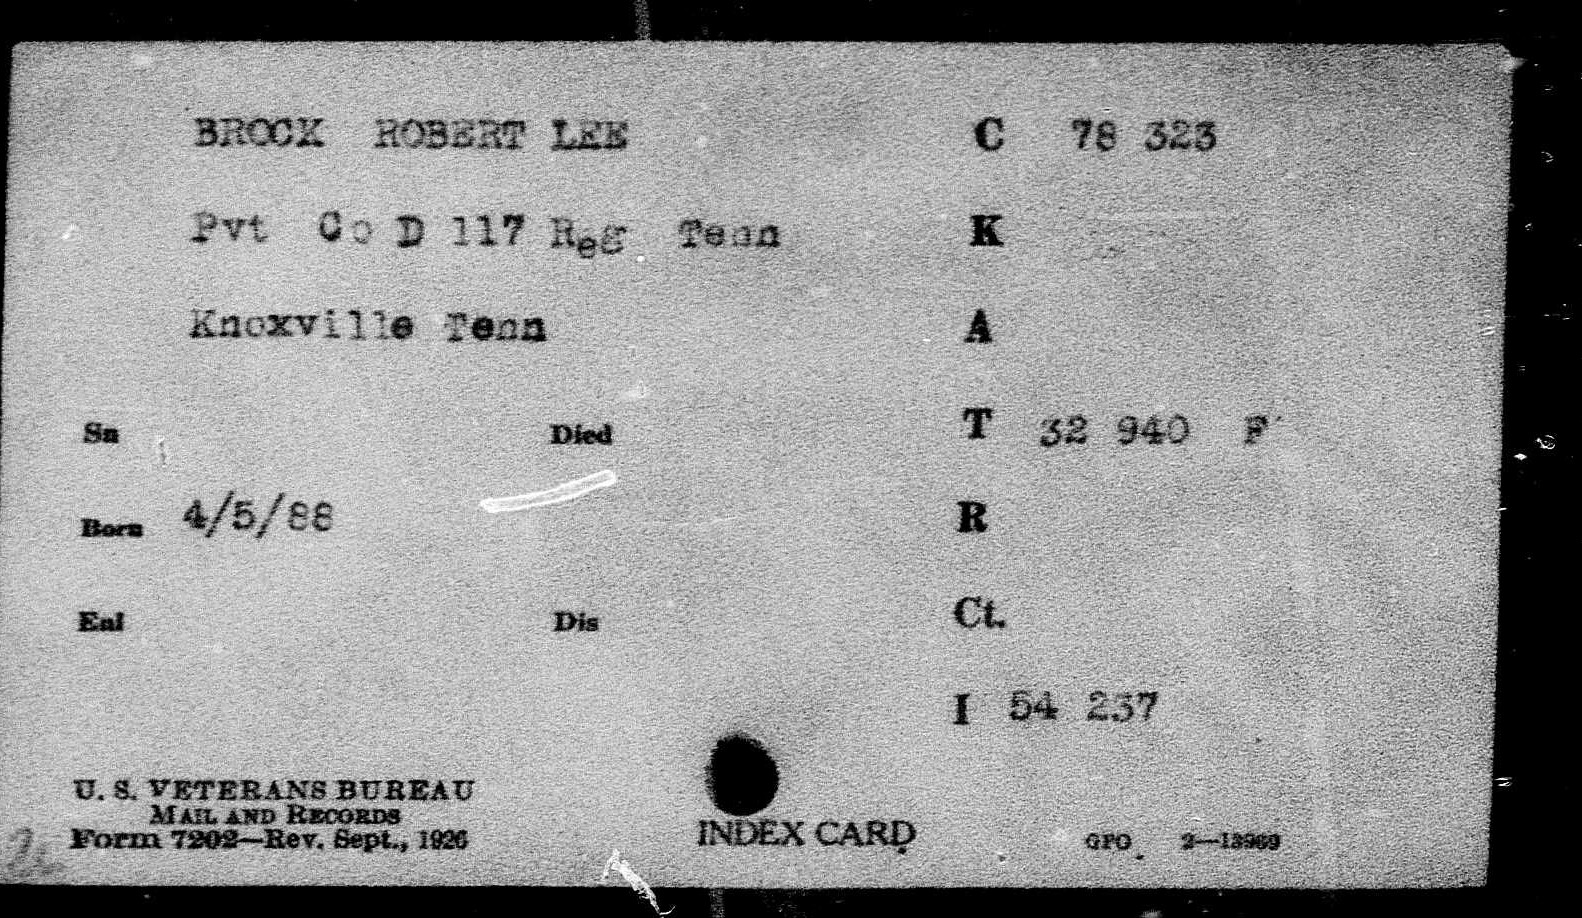 BROCK ROBERT LEE C 78 323
Pvt Co D 117 Reg Tenn K
Knoxville Tenn A
Sn Died T 32 940 F
Born 4/5/88 R
Enl Dis Ct.
I 54 237
U. S. VETERANS BUREAU
MAIL AND RECORDS
Form 7202—Rev. Sept., 1926
INDEX CARD
GPO 2—13969